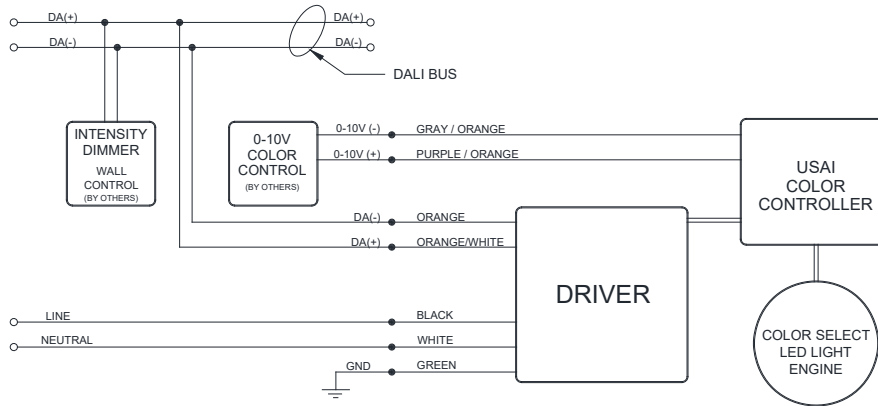 DA(+)
DA(+)
DA(-)
DA(-)
DALI BUS
INTENSITY
DIMMER
WALL
CONTROL
(BY OTHERS)
0-10V
COLOR
CONTROL
(BY OTHERS)
0-10V (-)
GRAY / ORANGE
0-10V (+)
PURPLE / ORANGE
USAI
COLOR
CONTROLLER
DA(-)
ORANGE
DA(+)
ORANGE/WHITE
DRIVER
LINE
BLACK
NEUTRAL
WHITE
GND
GREEN
COLOR SELECT
LED LIGHT
ENGINE